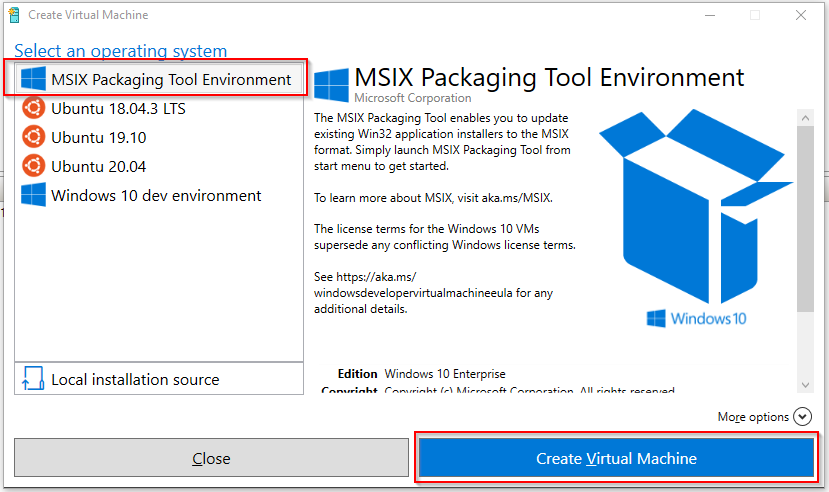 Create Virtual Machine
Select an operating system
MSIX Packaging Tool Environment
Ubuntu 18.04.3 LTS
Ubuntu 19.10
Ubuntu 20.04
Windows 10 dev environment
Local installation source
MSIX Packaging Tool Environment
Microsoft Corporation
The MSIX Packaging Tool enables you to update
existing Win32 application installers to the MSIX
format. Simply launch MSIX Packaging Tool from
start menu to get started.
To learn more about MSIX, visit aka.ms/MSIX.
The license terms for the Windows 10 VMs
supersede any conflicting Windows license terms.
See https://aka.ms/
windowsdevelopervirtualmachineeula for any
additional details.
Windows 10
Edition Windows 10 Enterprise
Copyright Copyright (c) Microsoft Corporation. All rights reserved.
More options
Close
Create Virtual Machine